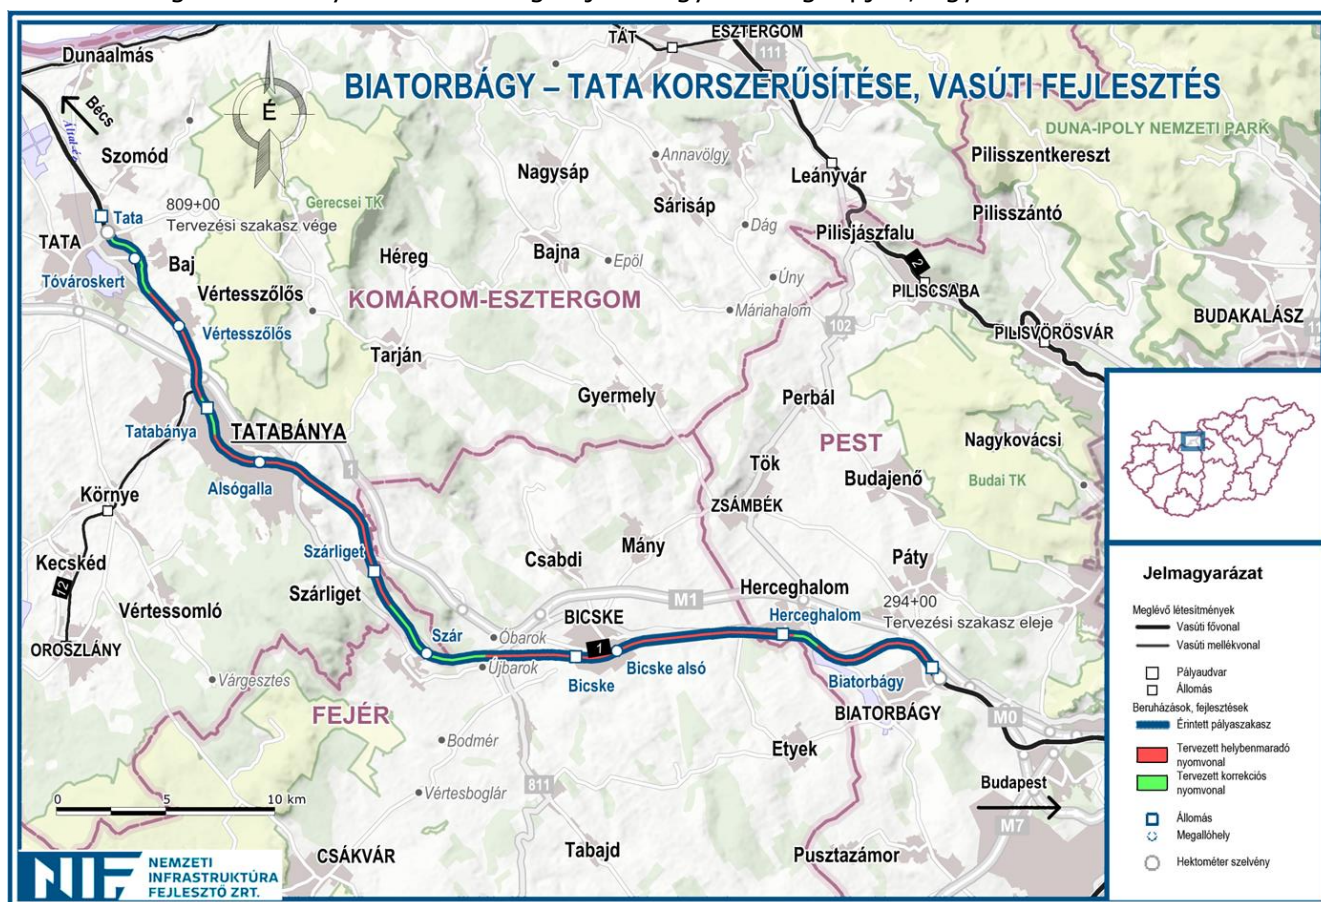 BIATORBÁGY – TATA KORSZERŰSÍTÉSE, VASÚTI FEJLESZTÉS
Dunaalmás
TÁT
ESZTERGOM
111
Bécs
É
DUNA-IPOLY NEMZETI PARK
Szomód
Annavölgy
Pilisszentkereszt
Nagysáp
Leányvár
809+00
Tervezési szakasz vége
Gerecsei TK
Sárisáp
Pilisszántó
Tata
Dág
Pilisjászfalu
TATA
Baj
Héreg
Bajna
Epöl
2
Tóvároskert
Úny
PILISCSABA
Vértesszőlős
KOMÁROM-ESZTERGOM
Máriahalom
BUDAKALÁSZ
Vértesszőlős
102
PILISVÖRÖSVÁR
11
Tarján
Gyermely
Perbál
Tatabánya
TATABÁNYA
PEST
Nagykovácsi
1
Tök
Alsógalla
Budajenő
Budai TK
Környe
ZSÁMBÉK
Szárliget
Csabdi
Mány
Kecskéd
Páty
12
Szárliget
Herceghalom
Vértessomló
M1
294+00
Tervezési szakasz eleje
BICSKE
Herceghalom
OROSZLÁNY
Szár
Óbarok
1
Újbarok
Bicske alsó
Várgesztes
Bicske
Biatorbágy
FEJÉR
BIATORBÁGY
M0
Bodmér
Etyek
811
Budapest
Vértesboglár
0 5 10 km
M7
CSÁKVÁR
Tabajd
Pusztazámor
NIF NEMZETI
INFRASTRUKTÚRA
FEJLESZTŐ ZRT.
Jelmagyarázat
Meglévő létesítmények
Vasúti fővonal
Vasúti mellékvonal
Pályaudvar
Állomás
Beruházások, fejlesztések
Érintett pályaszakasz
Tervezett helybenmaradó
nyomvonal
Tervezett korrekciós
nyomvonal
Állomás
Megallóhely
Hektométer szelvény